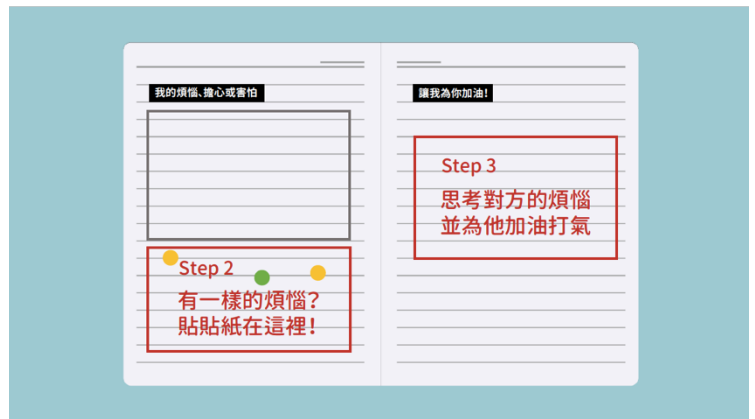 我的煩惱、擔心或害怕
Step 2
有一樣的煩惱?
貼貼紙在這裡!
讓我為你加油!
Step 3
思考對方的煩惱
並為他加油打氣